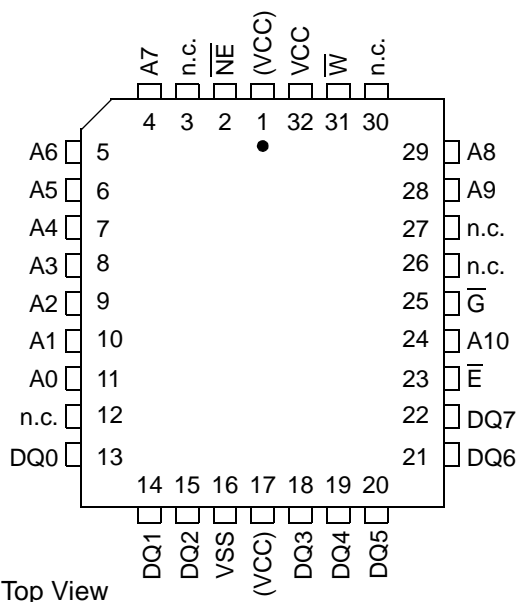 A7 n.c. N̅E̅ (VCC) VCC W̅ n.c.
4 3 2 1 32 31 30
A6 5 29 A8
A5 6 28 A9
A4 7 27 n.c.
A3 8 26 n.c.
A2 9 25 G̅
A1 10 24 A10
A0 11 23 E̅
n.c. 12 22 DQ7
DQ0 13 21 DQ6
14 15 16 17 18 19 20
DQ1 DQ2 VSS (VCC) DQ3 DQ4 DQ5
Top View